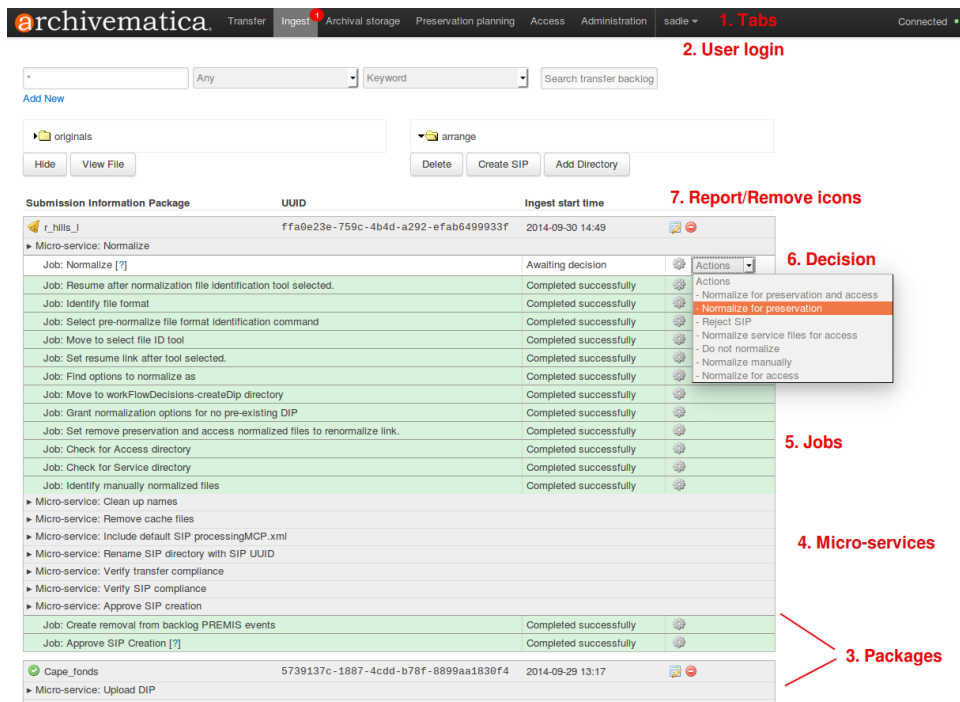 archivematica. Transfer Ingest 1 Archival storage Preservation planning Access Administration sadie 1. Tabs Connected
2. User login
* Any Keyword Search transfer backlog
Add New
originals arrange
Hide View File Delete Create SIP Add Directory
7. Report/Remove icons
Submission Information Package UUID Ingest start time
r_hills_l ffa0e23e-759c-4b4d-a292-efab6499933f 2014-09-30 14:49
Micro-service: Normalize
6. Decision
Job: Normalize [?] Awaiting decision Actions
Actions
- Normalize for preservation and access
- Normalize for preservation
- Reject SIP
- Normalize service files for access
- Do not normalize
- Normalize manually
- Normalize for access
Job: Resume after normalization file identification tool selected. Completed successfully
Job: Identify file format Completed successfully
Job: Select pre-normalize file format identification command Completed successfully
Job: Move to select file ID tool Completed successfully
Job: Set resume link after tool selected. Completed successfully
Job: Find options to normalize as Completed successfully
Job: Move to workFlowDecisions-createDip directory Completed successfully
Job: Grant normalization options for no pre-existing DIP Completed successfully
Job: Set remove preservation and access normalized files to renormalize link. Completed successfully
5. Jobs
Job: Check for Access directory Completed successfully
Job: Check for Service directory Completed successfully
Job: Identify manually normalized files Completed successfully
Micro-service: Clean up names
Micro-service: Remove cache files
Micro-service: Include default SIP processingMCP.xml
4. Micro-services
Micro-service: Rename SIP directory with SIP UUID
Micro-service: Verify transfer compliance
Micro-service: Verify SIP compliance
Micro-service: Approve SIP creation
Job: Create removal from backlog PREMIS events Completed successfully
Job: Approve SIP Creation [?] Completed successfully
3. Packages
Cape_fonds 5739137c-1887-4cdd-b78f-8899aa1830f4 2014-09-29 13:17
Micro-service: Upload DIP